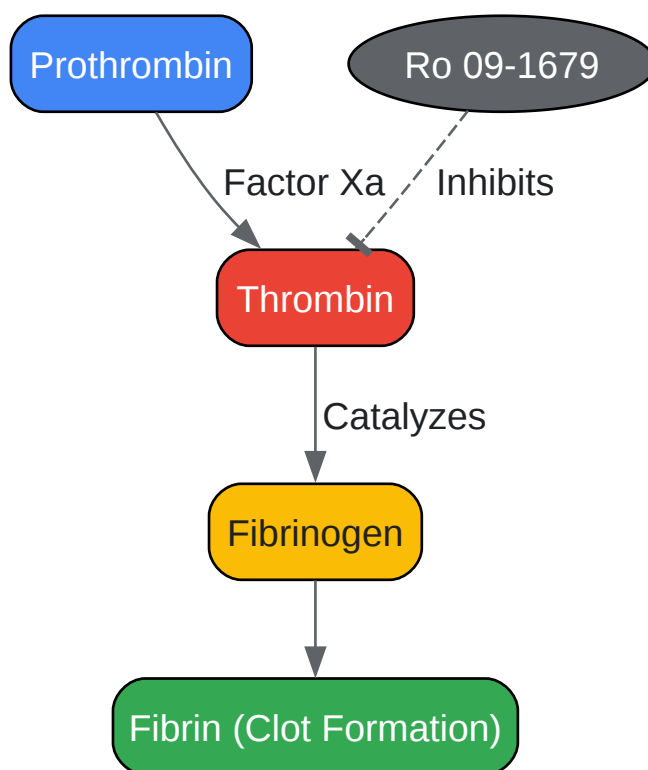 Prothrombin
Ro 09-1679
Factor Xa
Inhibits
Thrombin
Catalyzes
Fibrinogen
Fibrin (Clot Formation)